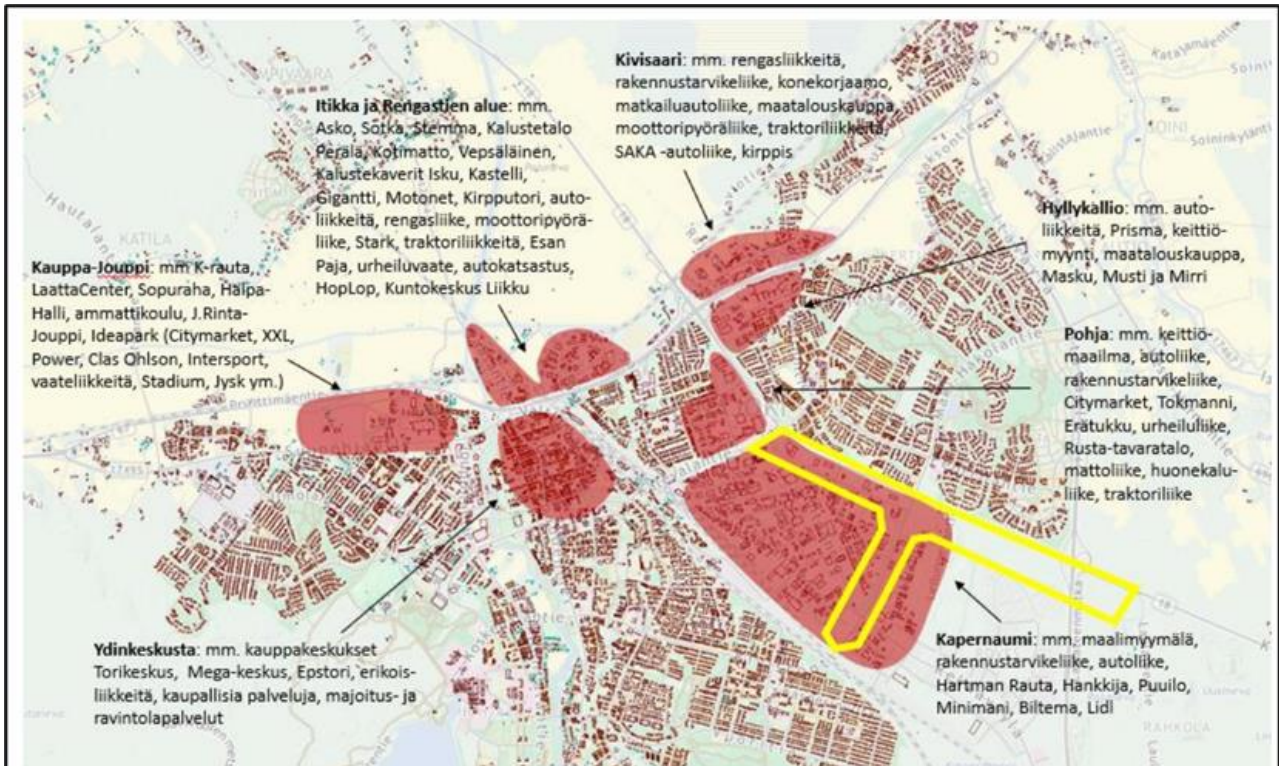 Kivisaari: mm. rengasliikkeitä,
rakennustarvikeliike, konekorjaamo,
matkailuautoliike, maatalouskauppa,
moottoripyöräliike, traktoriliikkeitä,
SAKA -autoliike, kirppis
Itikka ja Rengastien alue: mm.
Asko, Sotka, Stemma, Kalustetalo
Perälä, Kotimatto, Vepsäläinen,
Kalustekaverit Isku, Kastelli,
Gigantti, Motonet, Kirpputori, auto-
liikkeitä, rengasliike, moottoripyörä-
liike, Stark, traktoriliikkeitä, Esan
Paja, urheiluvaate, autokatsastus,
HopLop, Kuntokeskus Liikku
Hyllykallio: mm. auto-
liikkeitä, Prisma, keittiö-
myynti, maatalouskauppa,
Masku, Musti ja Mirri
Kauppa-Jouppi: mm K-rauta,
LaattaCenter, Sopuraha, Halpa-
Halli, ammattikoulu, J.Rinta-
Jouppi, Ideapark (Citymarket, XXL,
Power, Clas Ohlson, Intersport,
vaateliikkeitä, Stadium, Jysk ym.)
Pohja: mm. keittiö-
maailma, autoliike,
rakennustarvikeliike,
Citymarket, Tokmanni,
Erätukku, urheiluliike,
Rusta-tavaratalo,
mattoliike, huonekalu-
liike, traktoriliike
Ydinkeskusta: mm. kauppakeskukset
Torikeskus, Mega-keskus, Epstori, erikois-
liikkeitä, kaupallisia palveluja, majoitus- ja
ravintolapalvelut
Kapernaumi: mm. maalimyymälä,
rakennustarvikeliike, autoliike,
Hartman Rauta, Hankkija, Puuilo,
Minimani, Biltema, Lidl
KATILA
SOINI
Soininkyläntie
RAHKOLA
18